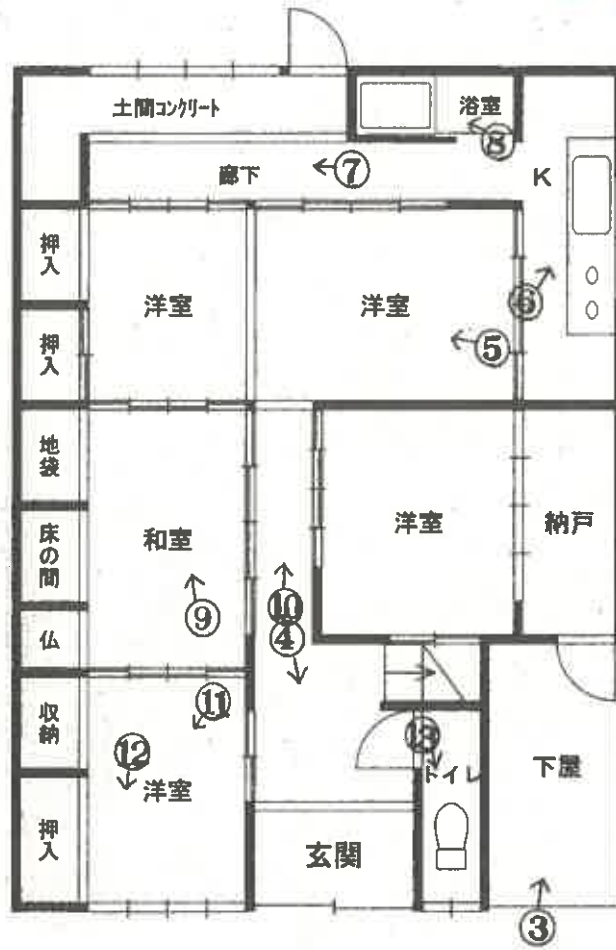 土間コンクリート
浴室
⑧
廊下
⑦
K
押入
洋室
洋室
⑥
押入
⑤
地袋
和室
洋室
納戸
床の間
⑨
⑩
④
仏
収納
⑪
⑫
洋室
⑬
トイレ
下屋
押入
玄関
③